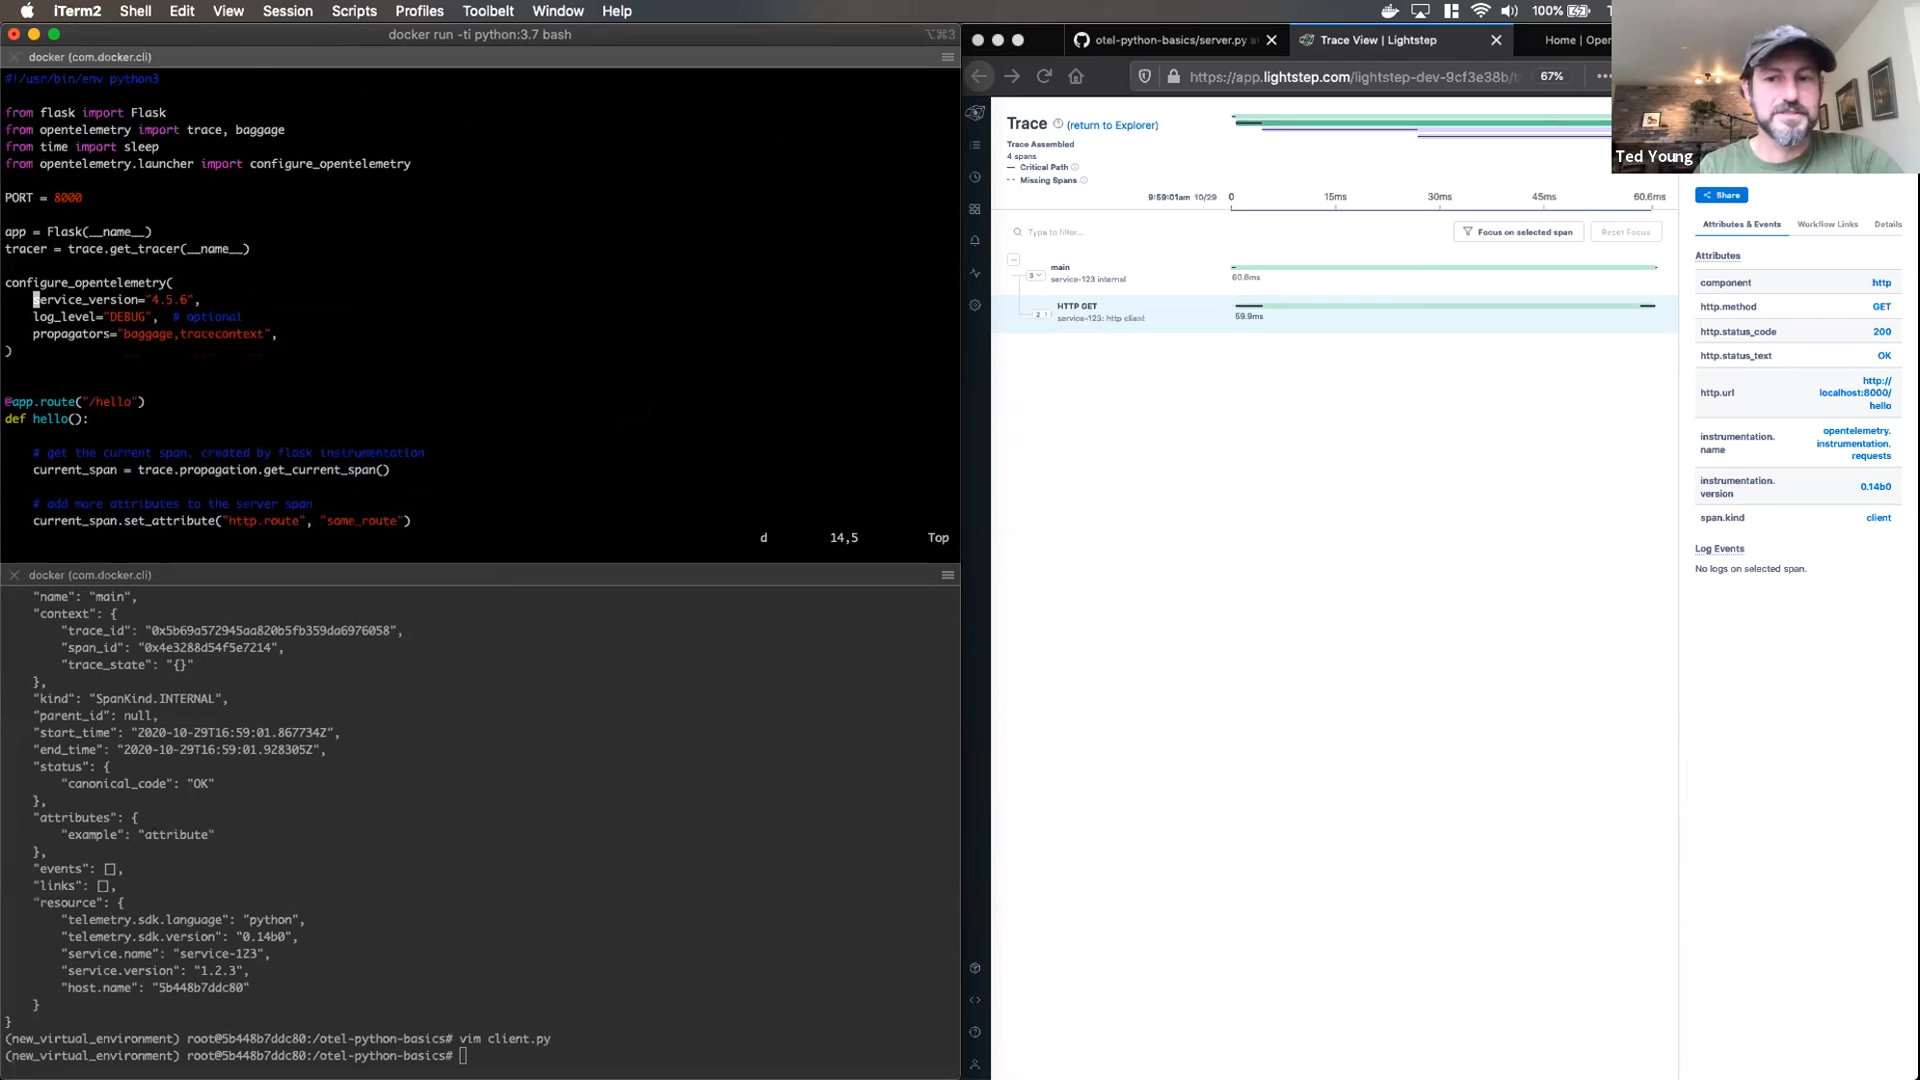 iTerm2 Shell Edit View Session Scripts Profiles Toolbelt Window Help
100%
docker run -ti python:3.7 bash
⌥⌘3
docker (com.docker.cli)
#!/usr/bin/env python3
from flask import Flask
from opentelemetry import trace, baggage
from time import sleep
from opentelemetry.launcher import configure_opentelemetry
PORT = 8000
app = Flask(__name__)
tracer = trace.get_tracer(__name__)
configure_opentelemetry(
service_version="4.5.6",
log_level="DEBUG",  # optional
propagators="baggage,tracecontext",
)
@app.route("/hello")
def hello():
# get the current span, created by flask instrumentation
current_span = trace.propagation.get_current_span()
# add more attributes to the server span
current_span.set_attribute("http.route", "some_route")
d 14,5 Top
docker (com.docker.cli)
"name": "main",
"context": {
"trace_id": "0x5b69a572945aa820b5fb359da6976058",
"span_id": "0x4e3288d54f5e7214",
"trace_state": "{}"
},
"kind": "SpanKind.INTERNAL",
"parent_id": null,
"start_time": "2020-10-29T16:59:01.867734Z",
"end_time": "2020-10-29T16:59:01.928305Z",
"status": {
"canonical_code": "OK"
},
"attributes": {
"example": "attribute"
},
"events": [],
"links": [],
"resource": {
"telemetry.sdk.language": "python",
"telemetry.sdk.version": "0.14b0",
"service.name": "service-123",
"service.version": "1.2.3",
"host.name": "5b448b7ddc80"
}
}
(new_virtual_environment) root@5b448b7ddc80:/otel-python-basics# vim client.py
(new_virtual_environment) root@5b448b7ddc80:/otel-python-basics#
otel-python-basics/server.py
Trace View | Lightstep
Home | Open
https://app.lightstep.com/lightstep-dev-9cf3e38b/t
67%
Ted Young
Trace (return to Explorer)
Trace Assembled
4 spans
Critical Path
Missing Spans
9:59:01am 10/29 0 15ms 30ms 45ms 60.6ms
Type to filter...
Focus on selected span
Reset Focus
3 main
service-123 internal
60.6ms
2 HTTP GET
service-123: http client
59.9ms
Share
Attributes & Events Workflow Links Details
Attributes
component http
http.method GET
http.status_code 200
http.status_text OK
http.url http://
localhost:8000/
hello
instrumentation.
name
opentelemetry.
instrumentation.
requests
instrumentation.
version
0.14b0
span.kind client
Log Events
No logs on selected span.